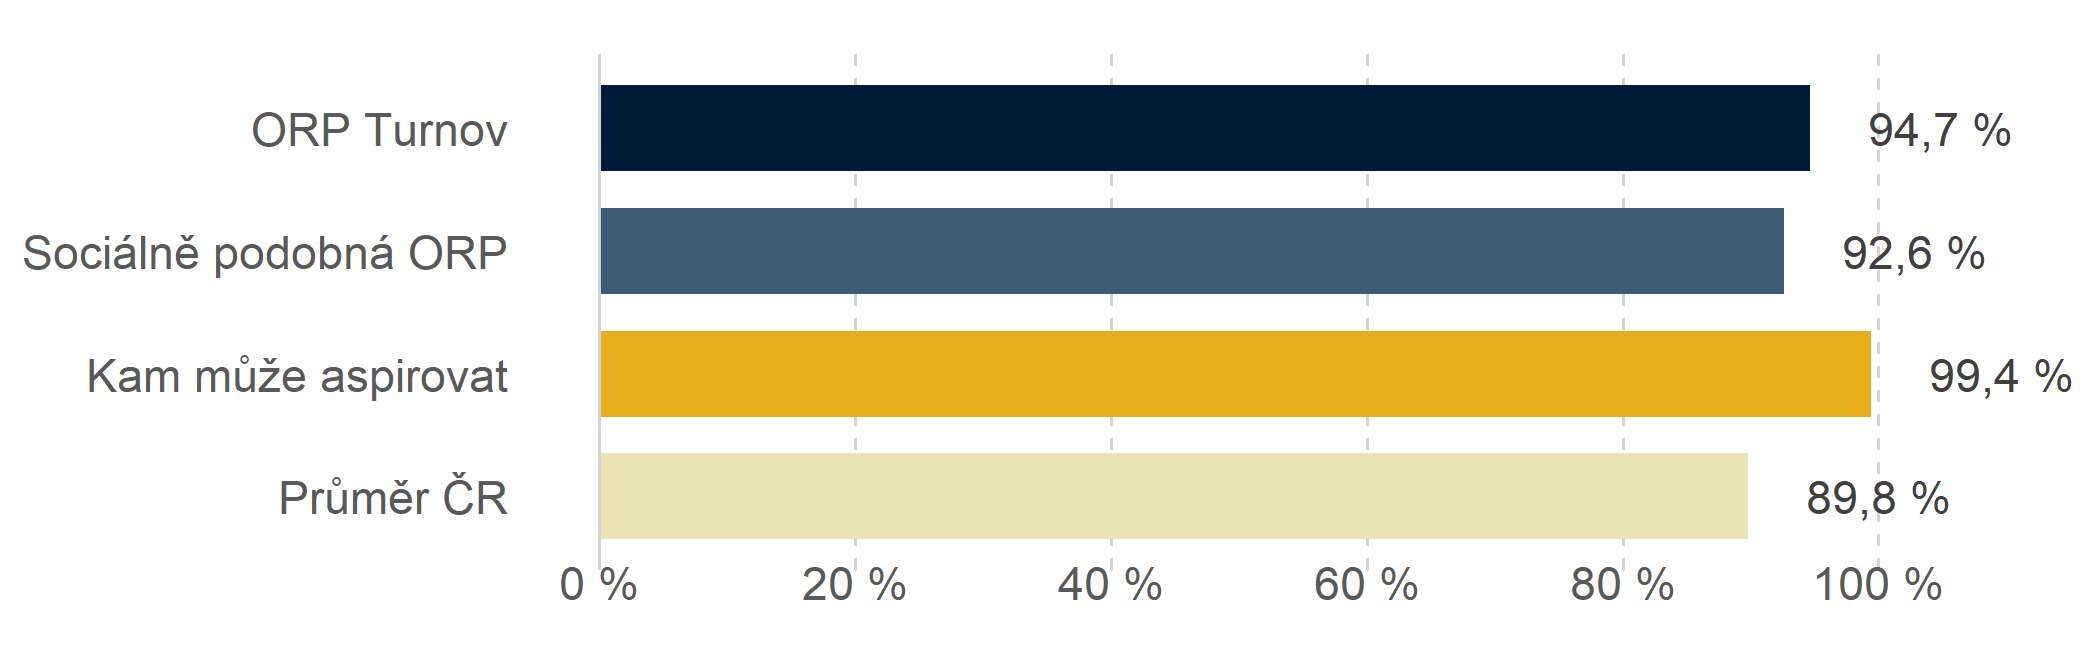 ORP Turnov 94,7 %
Sociálně podobná ORP 92,6 %
Kam může aspirovat 99,4 %
Průměr ČR 89,8 %
0 % 20 % 40 % 60 % 80 % 100 %